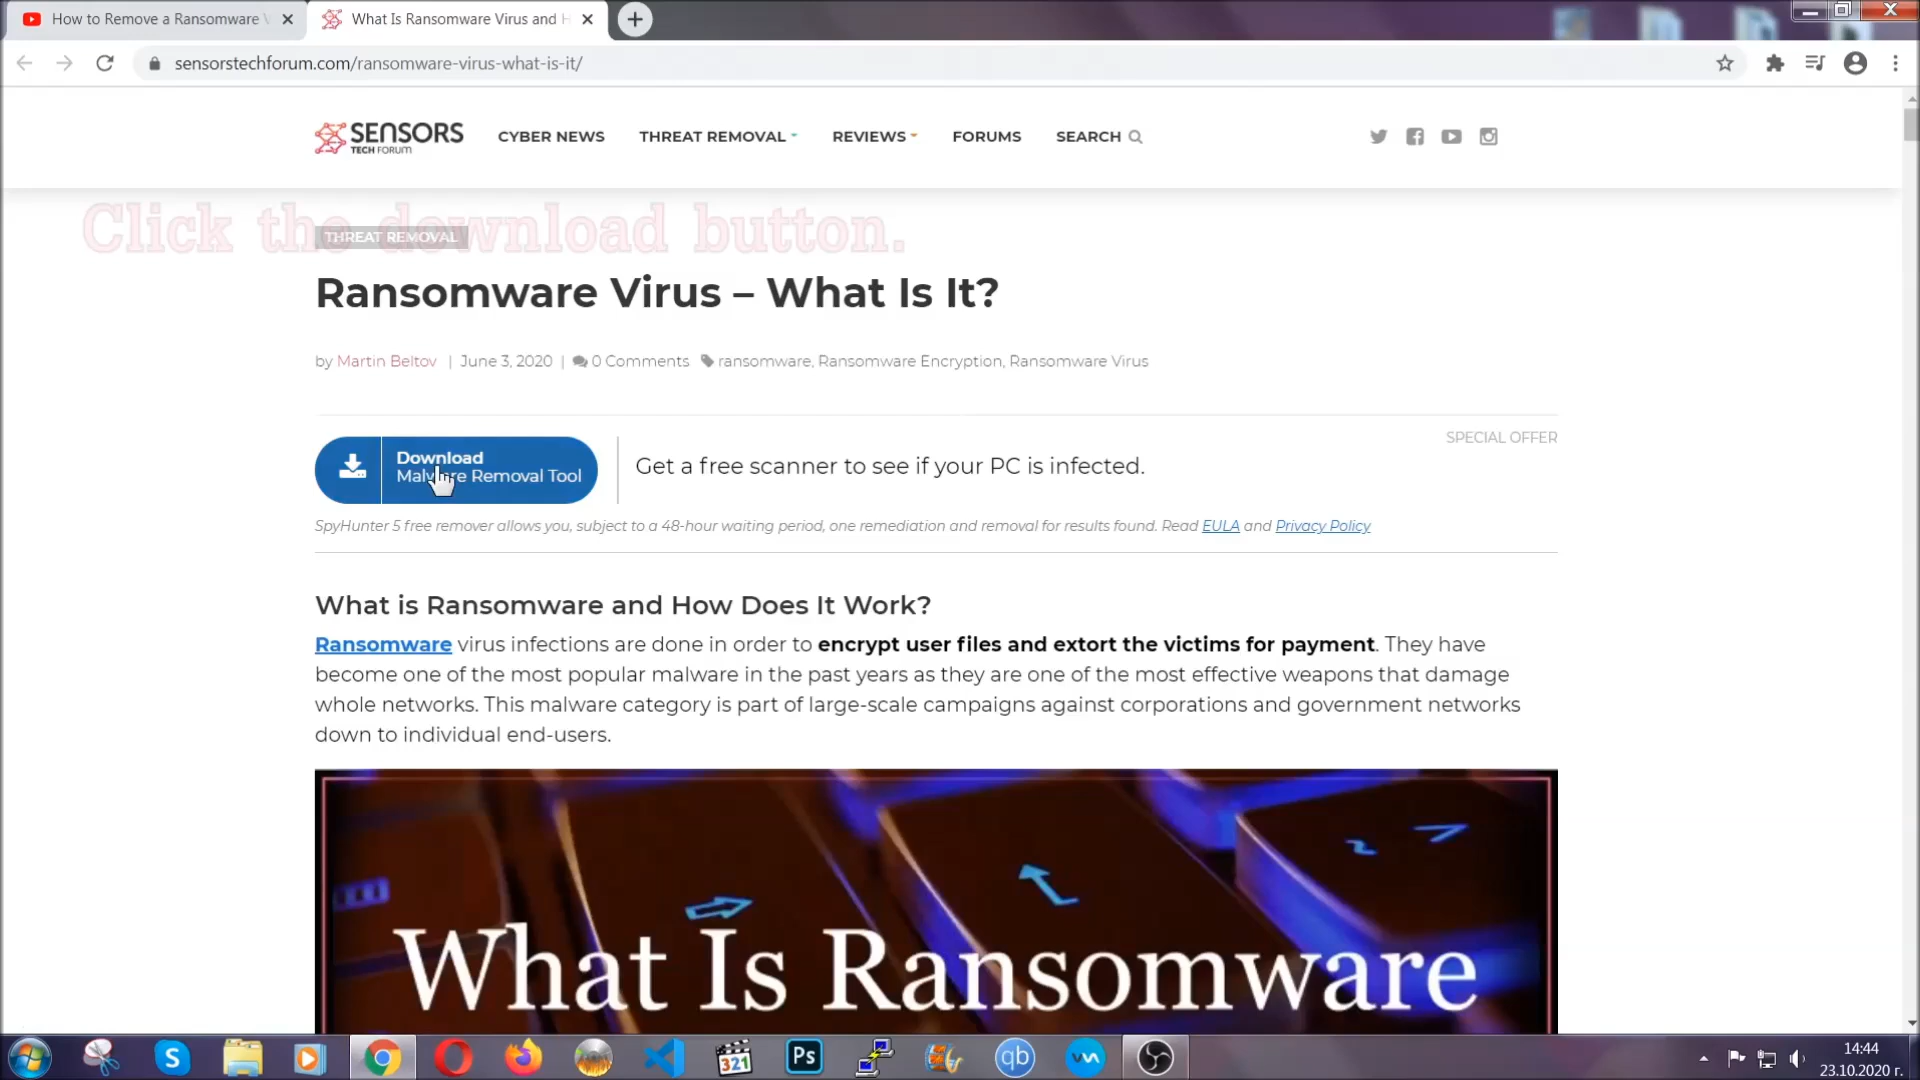 How to Remove a Ransomware
What Is Ransomware Virus and H
sensorstechforum.com/ransomware-virus-what-is-it/
SENSORS
TECH FORUM
CYBER NEWS
THREAT REMOVAL
REVIEWS
FORUMS
SEARCH
Click the download button.
THREAT REMOVAL
Ransomware Virus – What Is It?
by Martin Beltov | June 3, 2020 | 0 Comments ransomware, Ransomware Encryption, Ransomware Virus
SPECIAL OFFER
Download
Malware Removal Tool
Get a free scanner to see if your PC is infected.
SpyHunter 5 free remover allows you, subject to a 48-hour waiting period, one remediation and removal for results found. Read EULA and Privacy Policy
What is Ransomware and How Does It Work?
Ransomware virus infections are done in order to encrypt user files and extort the victims for payment. They have
become one of the most popular malware in the past years as they are one of the most effective weapons that damage
whole networks. This malware category is part of large-scale campaigns against corporations and government networks
down to individual end-users.
What Is Ransomware
S
321
Ps
qb
14:44
23.10.2020 г.